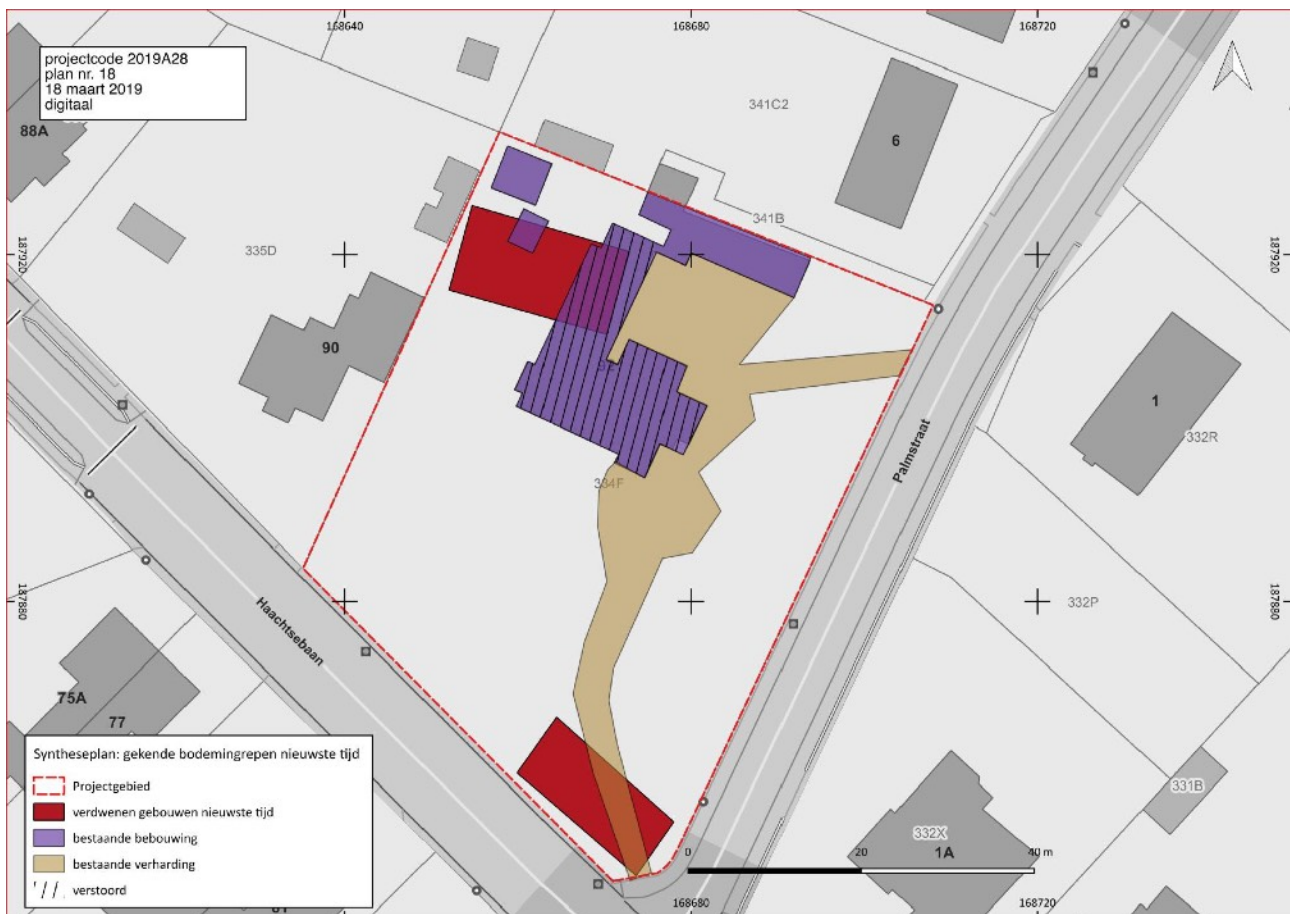 168640
168680
168720
projectcode 2019A28
plan nr. 18
18 maart 2019
digitaal
88A
341C2
6
341B
335D
187920
187920
90
92
1
332R
Palmstraat
334F
187880
187880
332P
Haachtsebaan
75A
77
Syntheseplan: gekende bodemingrepen nieuwste tijd
Projectgebied
verdwenen gebouwen nieuwste tijd
bestaande bebouwing
bestaande verharding
verstoord
331B
332X
1A
0
20
40 m
81
168680
168720